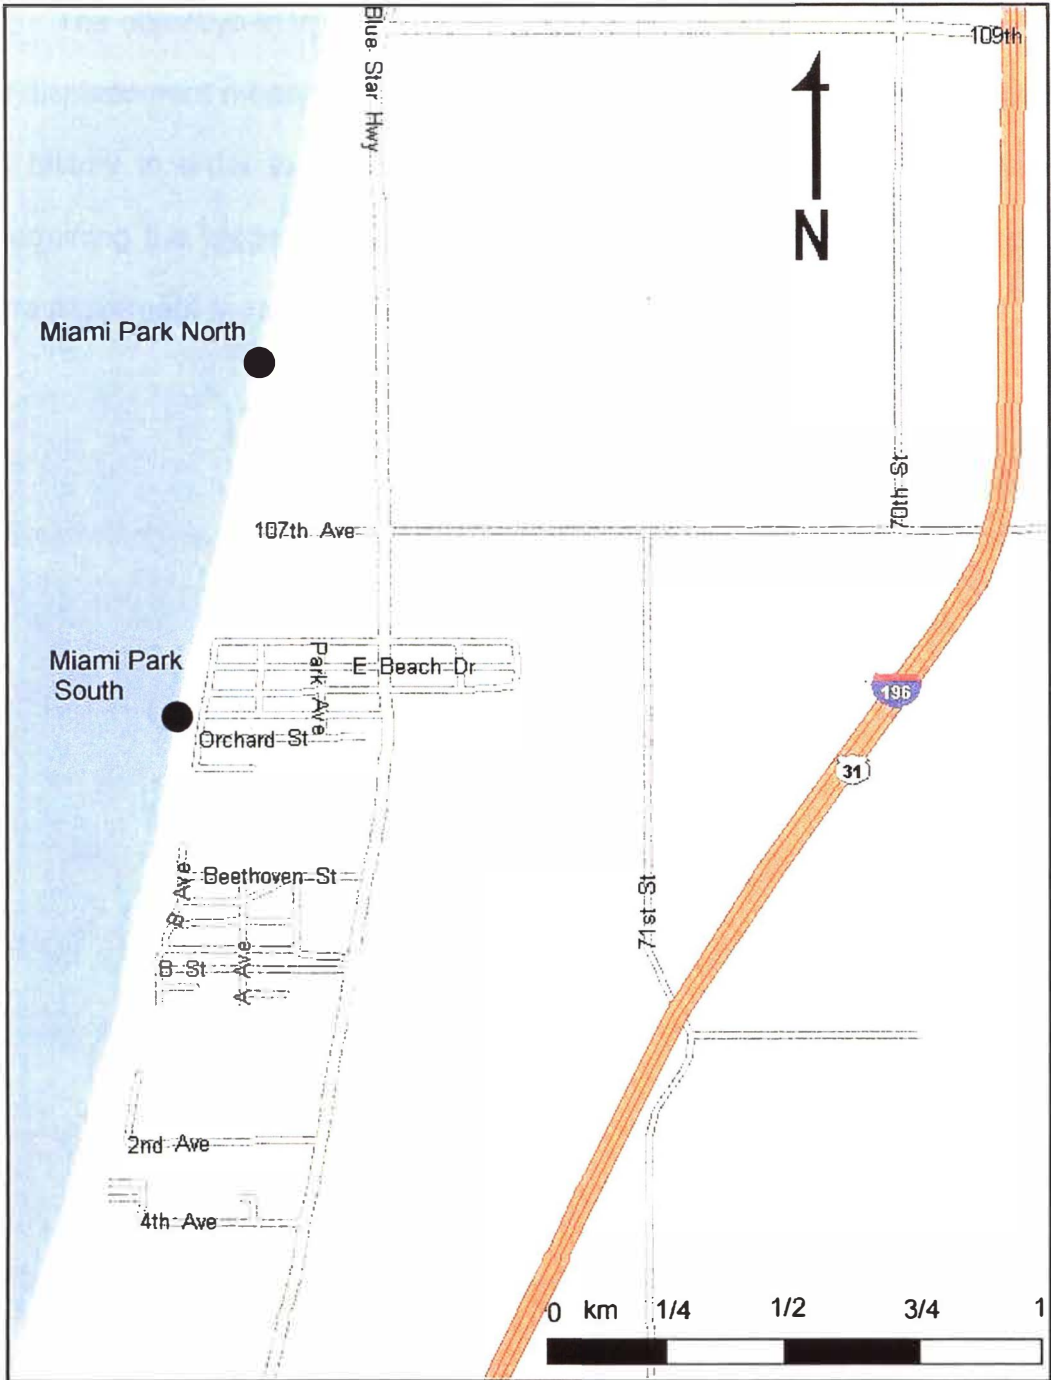 Blue Star Hwy
109th
N
Miami Park North
70th St
107th Ave
Miami Park
South
Park Ave
E Beach Dr
196
Orchard St
31
B Ave
Beethoven St
71st St
B St
A Ave
2nd Ave
4th Ave
0 km 1/4 1/2 3/4 1